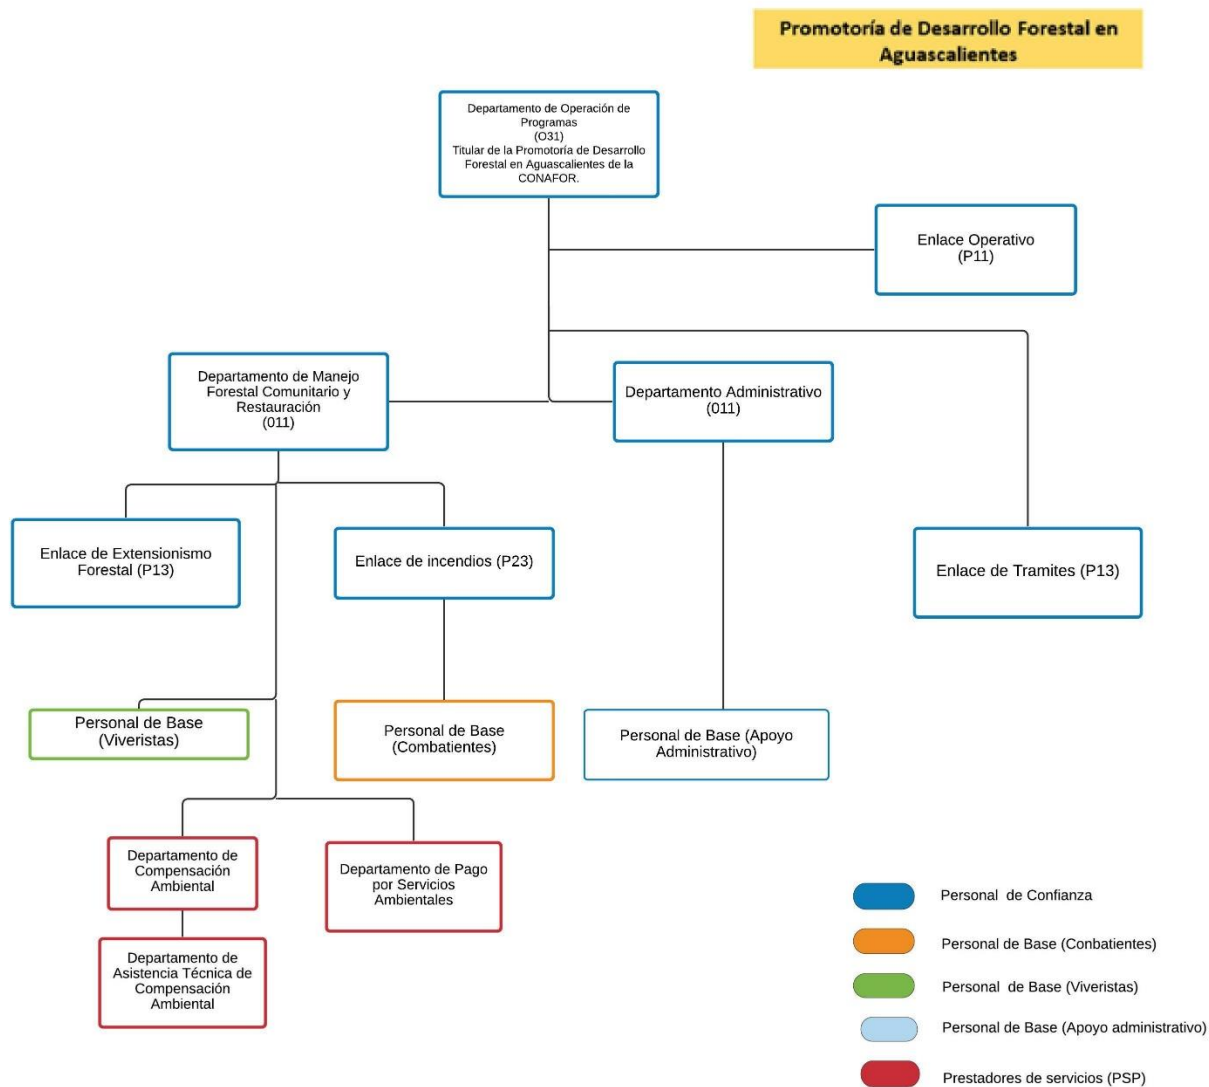 Promotoría de Desarrollo Forestal en
Aguascalientes
Departamento de Operación de
Programas
(O31)
Titular de la Promotoría de Desarrollo
Forestal en Aguascalientes de la
CONAFOR.
Enlace Operativo
(P11)
Departamento de Manejo
Forestal Comunitario y
Restauración
(011)
Departamento Administrativo
(011)
Enlace de Extensionismo
Forestal (P13)
Enlace de incendios (P23)
Enlace de Tramites (P13)
Personal de Base
(Viveristas)
Personal de Base
(Combatientes)
Personal de Base (Apoyo
Administrativo)
Departamento de
Compensación
Ambiental
Departamento de Pago
por Servicios
Ambientales
Departamento de
Asistencia Técnica de
Compensación
Ambiental
Personal de Confianza
Personal de Base (Conbatientes)
Personal de Base (Viveristas)
Personal de Base (Apoyo administrativo)
Prestadores de servicios (PSP)